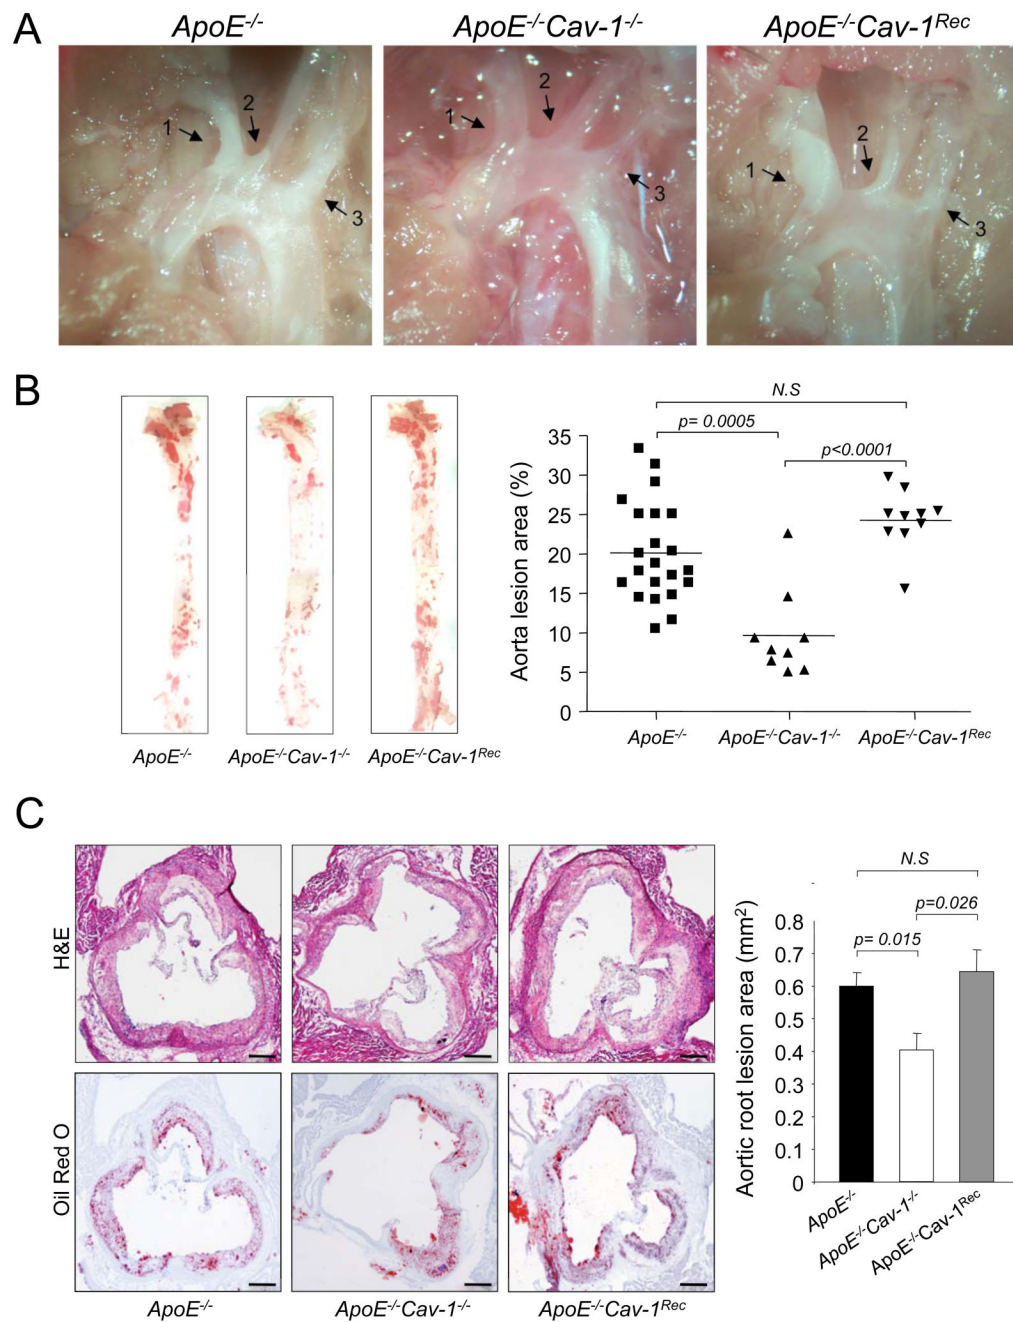 A
ApoE-/-
ApoE-/-Cav-1-/-
ApoE-/-Cav-1Rec
1
2
3
1
2
3
1
2
3
B
ApoE-/-
ApoE-/-Cav-1-/-
ApoE-/-Cav-1Rec
N.S
p= 0.0005
p<0.0001
Aorta lesion area (%)
35
30
25
20
15
10
5
0
ApoE-/-
ApoE-/-Cav-1-/-
ApoE-/-Cav-1Rec
C
H&E
Oil Red O
ApoE-/-
ApoE-/-Cav-1-/-
ApoE-/-Cav-1Rec
N.S
p=0.026
p= 0.015
Aortic root lesion area (mm2)
0.8
0.7
0.6
0.5
0.4
0.3
0.2
0.1
0
ApoE-/-
ApoE-/-Cav-1-/-
ApoE-/-Cav-1Rec